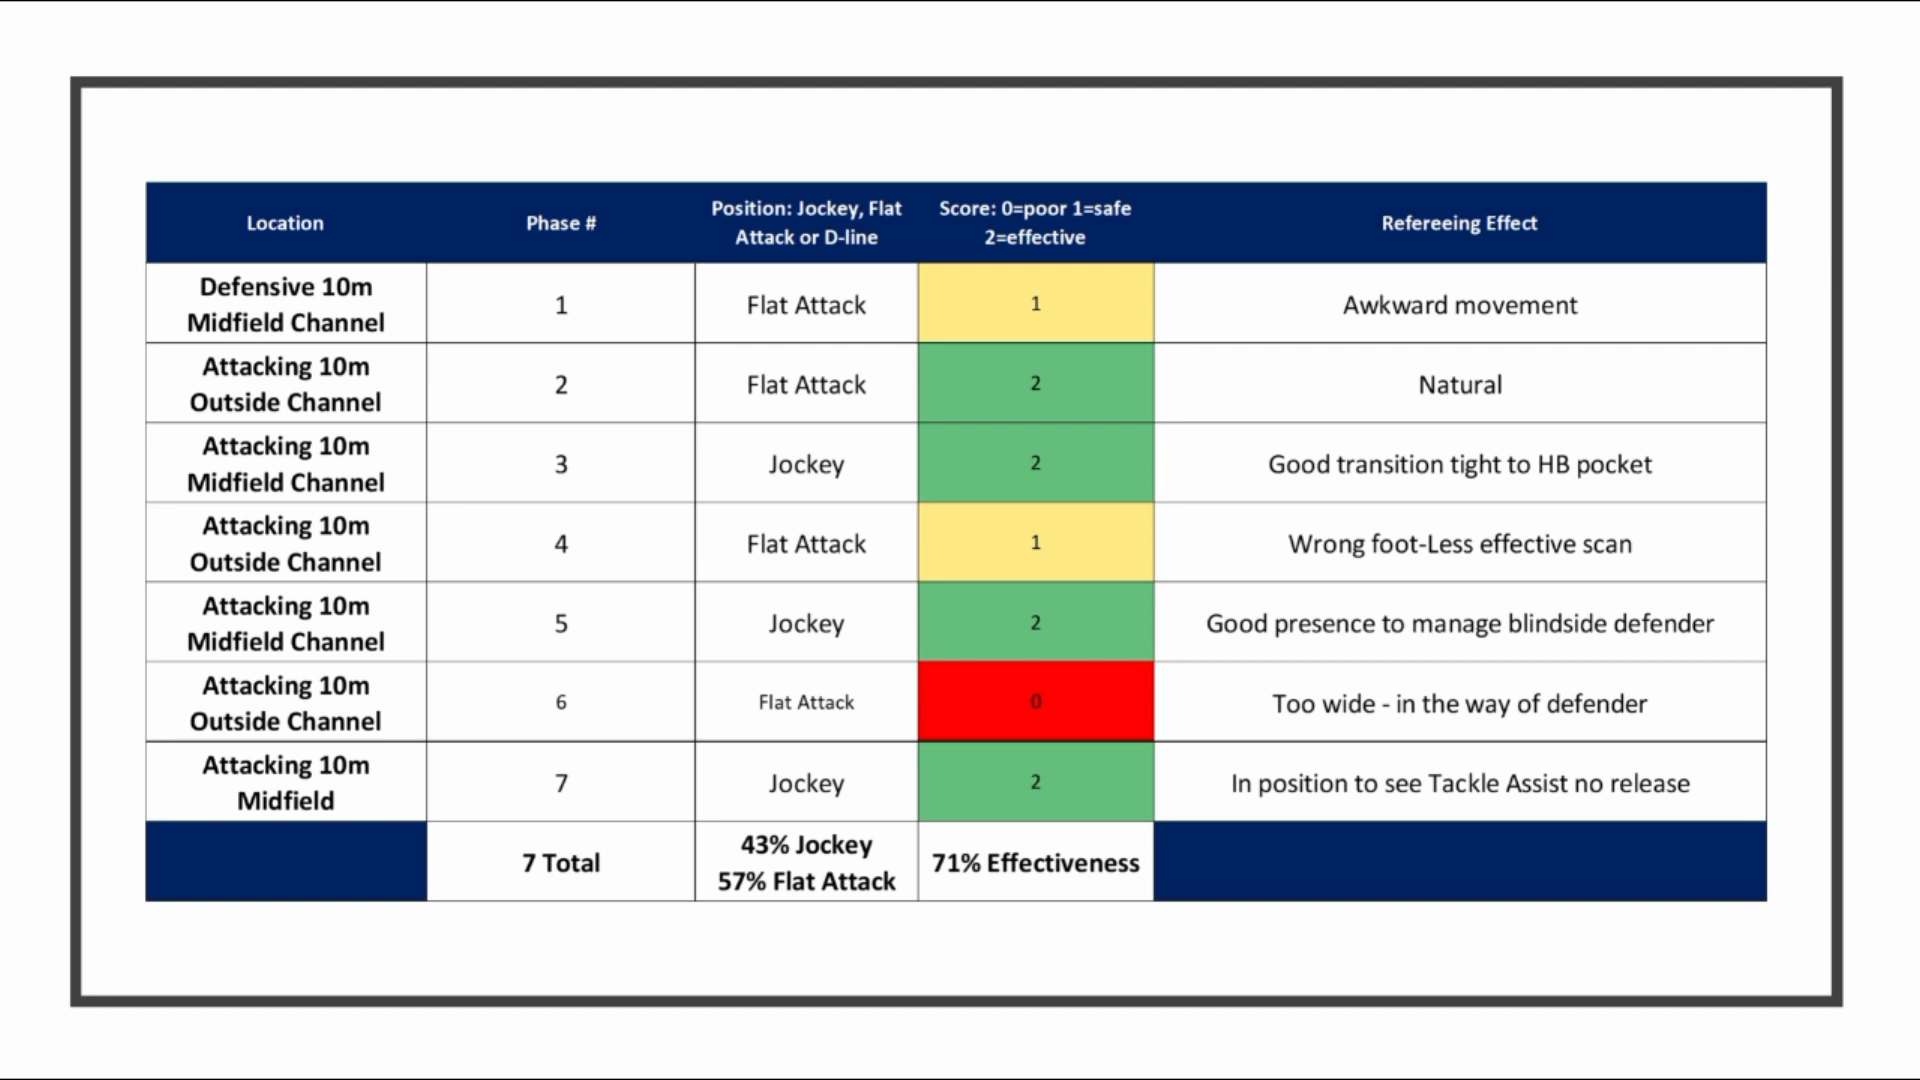 Location
Phase #
Position: Jockey, Flat
Attack or D-line
Score: 0=poor 1=safe
2=effective
Refereeing Effect
Defensive 10m
Midfield Channel
1
Flat Attack
1
Awkward movement
Attacking 10m
Outside Channel
2
Flat Attack
2
Natural
Attacking 10m
Midfield Channel
3
Jockey
2
Good transition tight to HB pocket
Attacking 10m
Outside Channel
4
Flat Attack
1
Wrong foot-Less effective scan
Attacking 10m
Midfield Channel
5
Jockey
2
Good presence to manage blindside defender
Attacking 10m
Outside Channel
6
Flat Attack
0
Too wide - in the way of defender
Attacking 10m
Midfield
7
Jockey
2
In position to see Tackle Assist no release
7 Total
43% Jockey
57% Flat Attack
71% Effectiveness